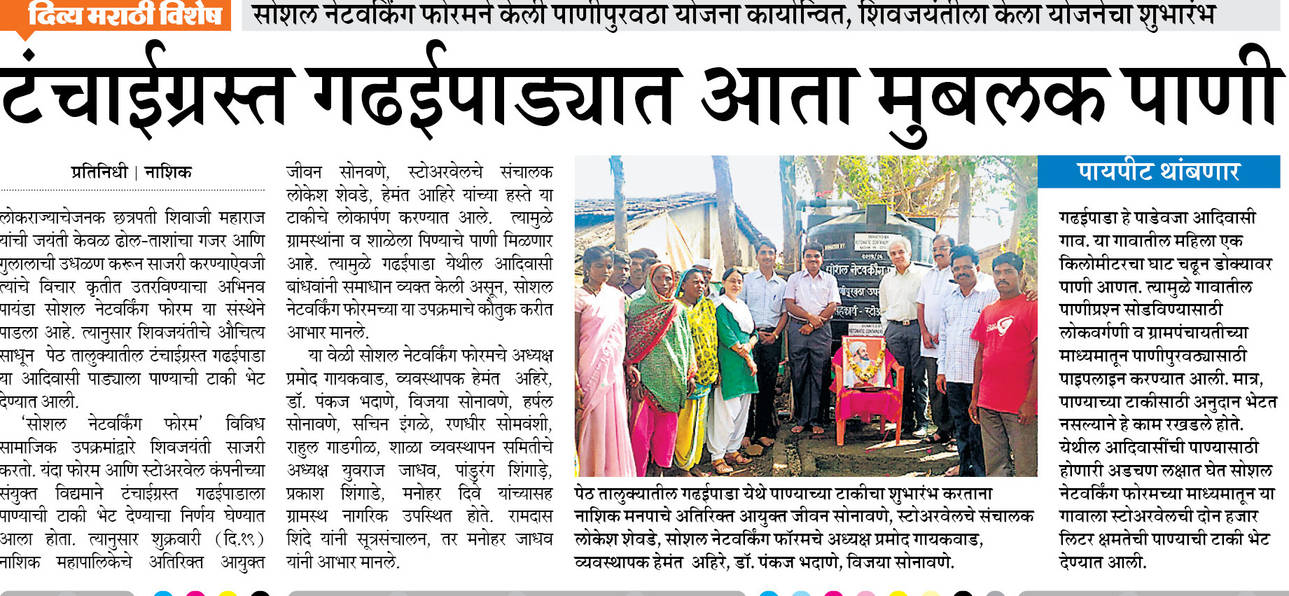 दिव्य मराठी विशेष
सोशल नेटवर्किंग फोरमने केली पाणीपुरवठा योजना कार्यान्वित, शिवजयंतीला केला योजनेचा शुभारंभ
टंचाईग्रस्त गढईपाड्यात आता मुबलक पाणी
प्रतिनिधी | नाशिक
लोकराज्याचेजनक छत्रपती शिवाजी महाराज
यांची जयंती केवळ ढोल-ताशांचा गजर आणि
गुलालाची उधळण करून साजरी करण्याऐवजी
त्यांचे विचार कृतीत उतरविण्याचा अभिनव
पायंडा सोशल नेटवर्किंग फोरम या संस्थेने
पाडला आहे. त्यानुसार शिवजयंतीचे औचित्य
साधून पेठ तालुक्यातील टंचाईग्रस्त गढईपाडा
या आदिवासी पाड्याला पाण्याची टाकी भेट
देण्यात आली.
'सोशल नेटवर्किंग फोरम' विविध
सामाजिक उपक्रमांद्वारे शिवजयंती साजरी
करतो. यंदा फोरम आणि स्टोअरवेल कंपनीच्या
संयुक्त विद्यमाने टंचाईग्रस्त गढईपाडाला
पाण्याची टाकी भेट देण्याचा निर्णय घेण्यात
आला होता. त्यानुसार शुक्रवारी (दि.१९)
नाशिक महापालिकेचे अतिरिक्त आयुक्त
जीवन सोनवणे, स्टोअरवेलचे संचालक
लोकेश शेवडे, हेमंत आहिरे यांच्या हस्ते या
टाकीचे लोकार्पण करण्यात आले. त्यामुळे
ग्रामस्थांना व शाळेला पिण्याचे पाणी मिळणार
आहे. त्यामुळे गढईपाडा येथील आदिवासी
बांधवांनी समाधान व्यक्त केली असून, सोशल
नेटवर्किंग फोरमच्या या उपक्रमाचे कौतुक करीत
आभार मानले.
या वेळी सोशल नेटवर्किंग फोरमचे अध्यक्ष
प्रमोद गायकवाड, व्यवस्थापक हेमंत अहिरे,
डॉ. पंकज भदाणे, विजया सोनावणे, हर्षल
सोनावणे, सचिन इंगळे, रणधीर सोमवंशी,
राहुल गाडगीळ, शाळा व्यवस्थापन समितीचे
अध्यक्ष युवराज जाधव, पांडुरंग शिंगाडे,
प्रकाश शिंगाडे, मनोहर दिवे यांच्यासह
ग्रामस्थ नागरिक उपस्थित होते. रामदास
शिंदे यांनी सूत्रसंचालन, तर मनोहर जाधव
यांनी आभार मानले.
सोशल नेटवर्कींग
पेठ तालुक्यातील गढईपाडा येथे पाण्याच्या टाकीचा शुभारंभ करताना
नाशिक मनपाचे अतिरिक्त आयुक्त जीवन सोनावणे, स्टोअरवेलचे संचालक
लोकेश शेवडे, सोशल नेटवर्किंग फॉरमचे अध्यक्ष प्रमोद गायकवाड,
व्यवस्थापक हेमंत अहिरे, डॉ. पंकज भदाणे, विजया सोनावणे.
पायपीट थांबणार
गढईपाडा हे पाडेवजा आदिवासी
गाव. या गावातील महिला एक
किलोमीटरचा घाट चढून डोक्यावर
पाणी आणत. त्यामुळे गावातील
पाणीप्रश्न सोडविण्यासाठी
लोकवर्गणी व ग्रामपंचायतीच्या
माध्यमातून पाणीपुरवठ्यासाठी
पाइपलाइन करण्यात आली. मात्र,
पाण्याच्या टाकीसाठी अनुदान भेटत
नसल्याने हे काम रखडले होते.
येथील आदिवासींची पाण्यासाठी
होणारी अडचण लक्षात घेत सोशल
नेटवर्किंग फोरमच्या माध्यमातून या
गावाला स्टोअरवेलची दोन हजार
लिटर क्षमतेची पाण्याची टाकी भेट
देण्यात आली.